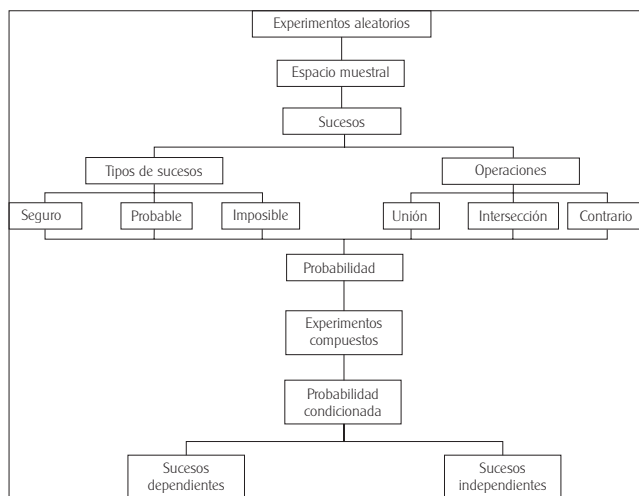 Experimentos aleatorios
Espacio muestral
Sucesos
Tipos de sucesos
Operaciones
Seguro
Probable
Imposible
Unión
Intersección
Contrario
Probabilidad
Experimentos
compuestos
Probabilidad
condicionada
Sucesos
dependientes
Sucesos
independientes